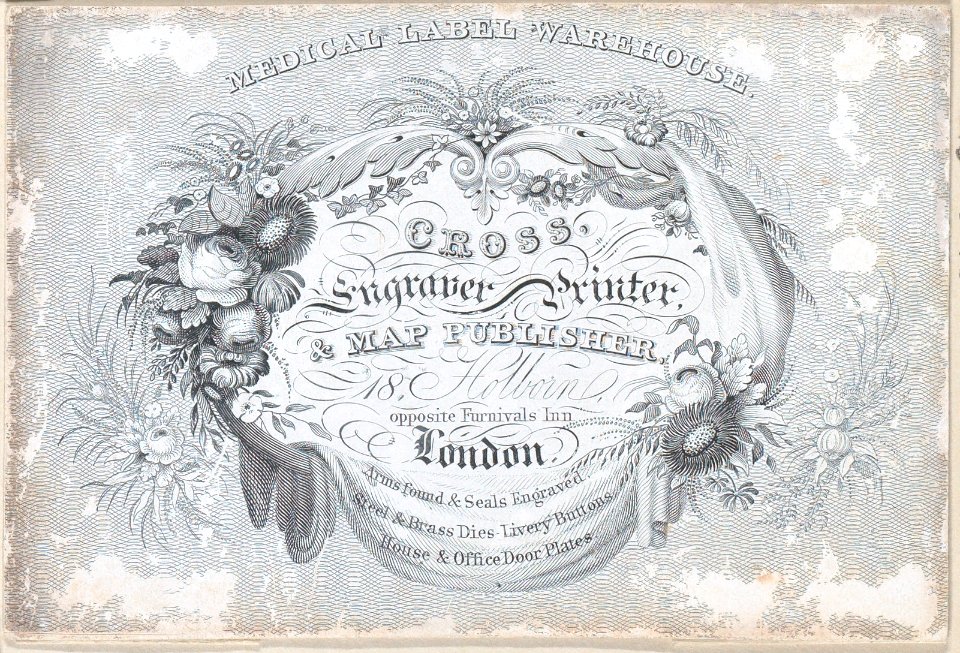 MEDICAL LABEL WAREHOUSE.
CROSS,
Engraver Printer,
& MAP PUBLISHER,
18, Holborn,
opposite Furnivals Inn
London.
Arms found & Seals Engraved.
Steel & Brass Dies-Livery Buttons
House & Office Door Plates